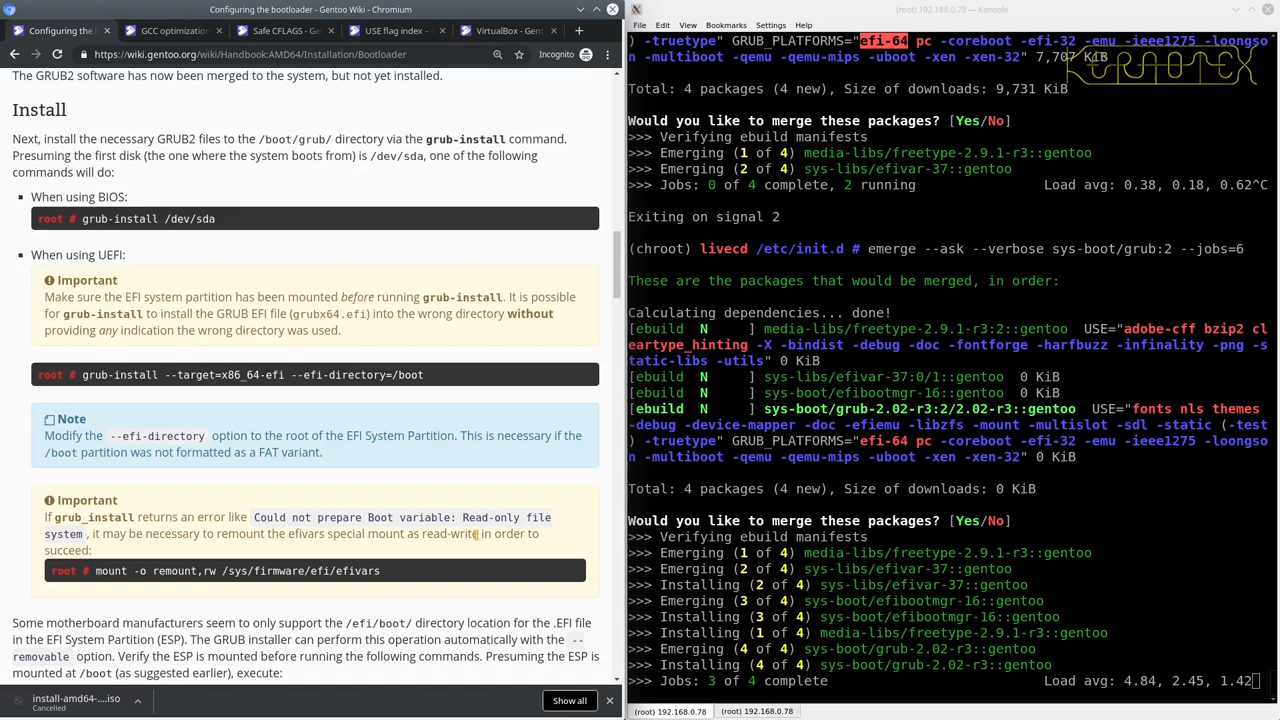 Configuring the bootloader - Gentoo Wiki - Chromium
Configuring the b
GCC optimization
Safe CFLAGS - G
USE flag index –
VirtualBox – Gent
https://wiki.gentoo.org/wiki/Handbook:AMD64/Installation/Bootloader
Incognito
The GRUB2 software has now been merged to the system, but not yet installed.
Install
Next, install the necessary GRUB2 files to the /boot/grub/ directory via the grub-install command.
Presuming the first disk (the one where the system boots from) is /dev/sda, one of the following
commands will do:
When using BIOS:
root # grub-install /dev/sda
When using UEFI:
Important
Make sure the EFI system partition has been mounted before running grub-install. It is possible
for grub-install to install the GRUB EFI file (grubx64.efi) into the wrong directory without
providing any indication the wrong directory was used.
root # grub-install --target=x86_64-efi --efi-directory=/boot
Note
Modify the --efi-directory option to the root of the EFI System Partition. This is necessary if the
/boot partition was not formatted as a FAT variant.
Important
If grub_install returns an error like Could not prepare Boot variable: Read-only file
system, it may be necessary to remount the efivars special mount as read-write in order to
succeed:
root # mount -o remount,rw /sys/firmware/efi/efivars
Some motherboard manufacturers seem to only support the /efi/boot/ directory location for the .EFI file
in the EFI System Partition (ESP). The GRUB installer can perform this operation automatically with the --
removable option. Verify the ESP is mounted before running the following commands. Presuming the ESP is
mounted at /boot (as suggested earlier), execute:
install-amd64-....iso
Cancelled
Show all
(root) 192.168.0.78 — Konsole
File Edit View Bookmarks Settings Help
) -truetype" GRUB_PLATFORMS="efi-64 pc -coreboot -efi-32 -emu -ieee1275 -loongso
n -multiboot -qemu -qemu-mips -uboot -xen -xen-32" 7,707 KiB
Total: 4 packages (4 new), Size of downloads: 9,731 KiB
Would you like to merge these packages? [Yes/No]
>>> Verifying ebuild manifests
>>> Emerging (1 of 4) media-libs/freetype-2.9.1-r3::gentoo
>>> Emerging (2 of 4) sys-libs/efivar-37::gentoo
>>> Jobs: 0 of 4 complete, 2 running Load avg: 0.38, 0.18, 0.62^C
Exiting on signal 2
(chroot) livecd /etc/init.d # emerge --ask --verbose sys-boot/grub:2 --jobs=6
These are the packages that would be merged, in order:
Calculating dependencies... done!
[ebuild N ] media-libs/freetype-2.9.1-r3:2::gentoo USE="adobe-cff bzip2 cl
eartype_hinting -X -bindist -debug -doc -fontforge -harfbuzz -infinality -png -s
tatic-libs -utils" 0 KiB
[ebuild N ] sys-libs/efivar-37:0/1::gentoo 0 KiB
[ebuild N ] sys-boot/efibootmgr-16::gentoo 0 KiB
[ebuild N ] sys-boot/grub-2.02-r3:2/2.02-r3::gentoo USE="fonts nls themes
-debug -device-mapper -doc -efiemu -libzfs -mount -multislot -sdl -static (-test
) -truetype" GRUB_PLATFORMS="efi-64 pc -coreboot -efi-32 -emu -ieee1275 -loongso
n -multiboot -qemu -qemu-mips -uboot -xen -xen-32" 0 KiB
Total: 4 packages (4 new), Size of downloads: 0 KiB
Would you like to merge these packages? [Yes/No]
>>> Verifying ebuild manifests
>>> Emerging (1 of 4) media-libs/freetype-2.9.1-r3::gentoo
>>> Emerging (2 of 4) sys-libs/efivar-37::gentoo
>>> Installing (2 of 4) sys-libs/efivar-37::gentoo
>>> Emerging (3 of 4) sys-boot/efibootmgr-16::gentoo
>>> Installing (3 of 4) sys-boot/efibootmgr-16::gentoo
>>> Installing (1 of 4) media-libs/freetype-2.9.1-r3::gentoo
>>> Emerging (4 of 4) sys-boot/grub-2.02-r3::gentoo
>>> Installing (4 of 4) sys-boot/grub-2.02-r3::gentoo
>>> Jobs: 3 of 4 complete Load avg: 4.84, 2.45, 1.42
(root) 192.168.0.78
(root) 192.168.0.78